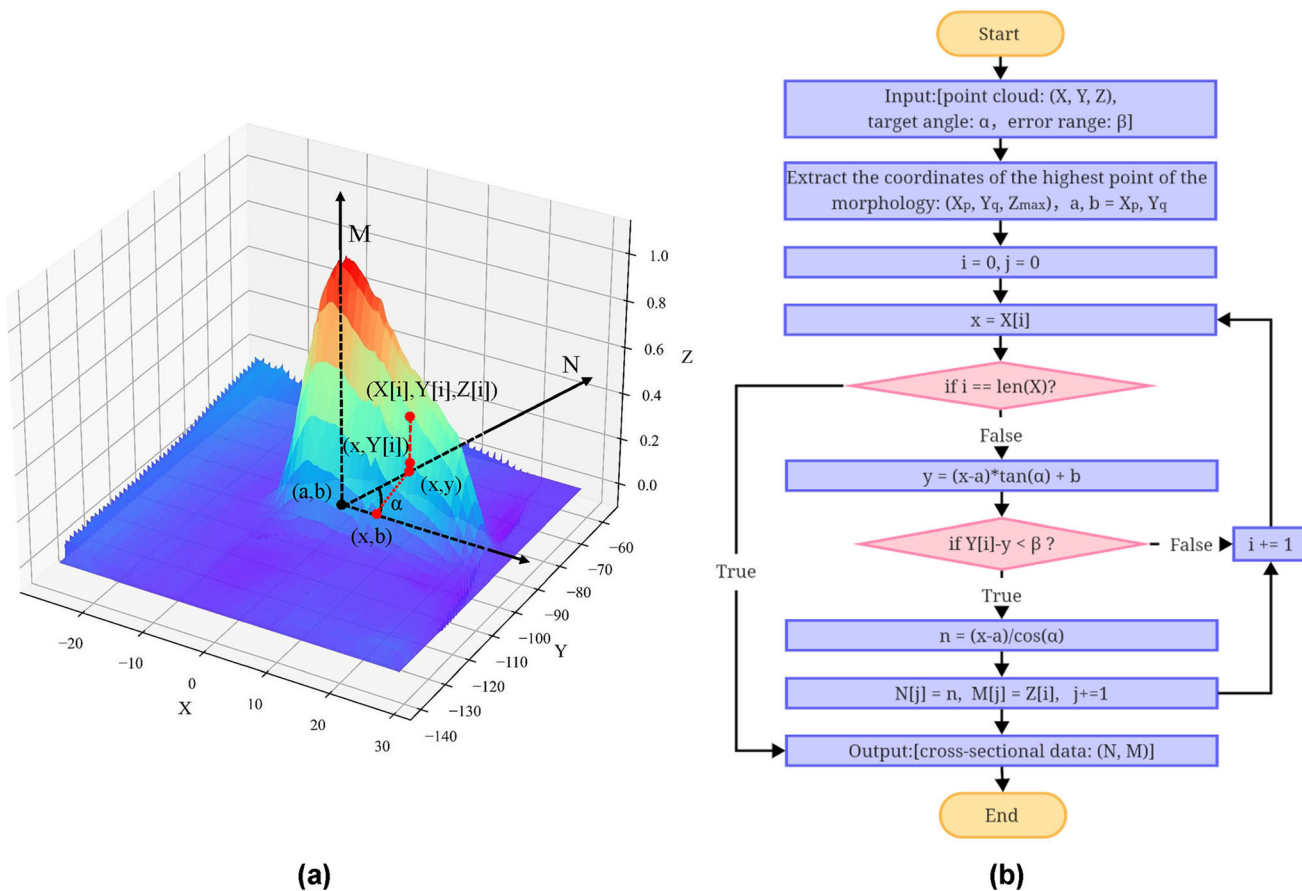 M
N
(X[i],Y[i],Z[i])
(x,Y[i])
(a,b)
(x,y)
α
(x,b)
1.0
0.8
0.6
0.4
0.2
0.0
Z
−60
−70
−80
−90
−100
−110
−120
−130
−140
Y
−20
−10
0
10
20
30
X
(a)
Start
Input:[point cloud: (X, Y, Z),
target angle: α, error range: β]
Extract the coordinates of the highest point of the
morphology: (Xp, Yq, Zmax), a, b = Xp, Yq
i = 0, j = 0
x = X[i]
if i == len(X)?
False
y = (x-a)*tan(α) + b
if Y[i]-y < β ?
False
i += 1
True
True
n = (x-a)/cos(α)
N[j] = n, M[j] = Z[i], j+=1
Output:[cross-sectional data: (N, M)]
End
(b)